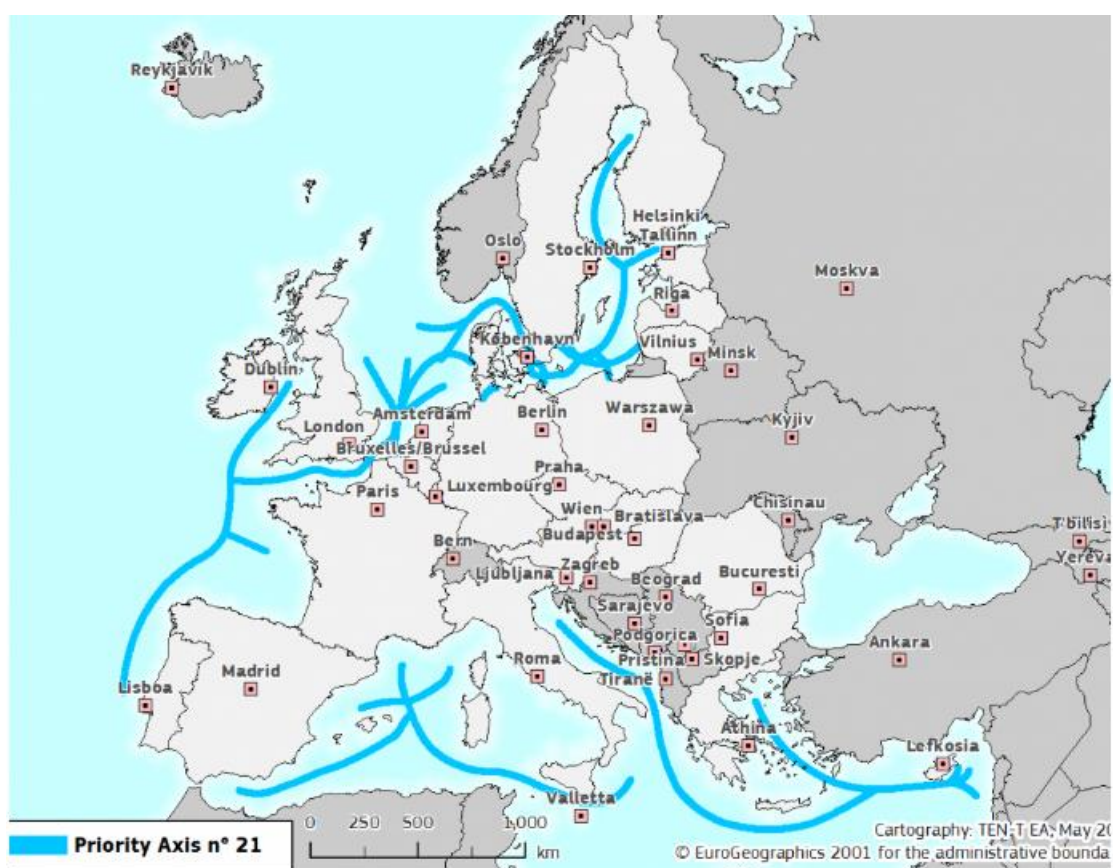 Reykjavik
Helsinki
Tallinn
Oslo
Stockholm
Moskva
Riga
København
Vilnius
Minsk
Dublin
Amsterdam
Berlin
Warszawa
London
Kyjiv
Bruxelles/Brussel
Praha
Paris
Luxembourg
Chisinau
Wien
Bratislava
Budapest
Tbilisi
Bern
Yereva
Ljubljana
Zagreb
Beograd
Bucuresti
Sarajevo
Sofia
Podgorica
Ankara
Madrid
Roma
Pristina
Skopje
Tiranë
Lisboa
Athina
Lefkosia
Valletta
0 250 500 1,000
km
Priority Axis n° 21
Cartography: TEN-T EA, May 20
© EuroGeographics 2001 for the administrative bounda